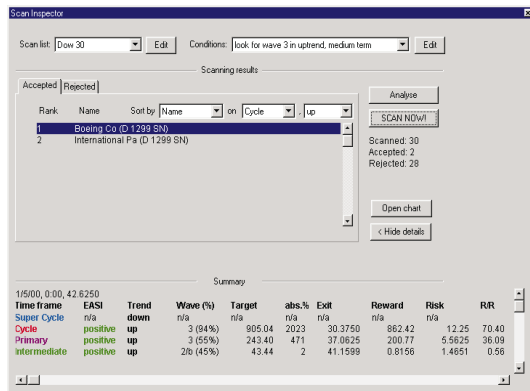 Scan Inspector
Scan list: Dow 30 Edit Conditions: look for wave 3 in uptrend, medium term Edit
Scanning results
Accepted Rejected
Analyse
Rank Name Sort by Name on Cycle , up
SCAN NOW!
1 Boeing Co (D 1299 SN)
2 International Pa (D 1299 SN)
Scanned: 30
Accepted: 2
Rejected: 28
Open chart
< Hide details
Summary
1/5/00, 0:00, 42.6250
Time frame EASI Trend Wave (%) Target abs.% Exit Reward Risk R/R
Super Cycle n/a down n/a n/a n/a n/a n/a n/a
Cycle positive up 3 (94%) 905.04 2023 30.3750 862.42 12.25 70.40
Primary positive up 3 (55%) 243.40 471 37.0625 200.77 5.5625 36.09
Intermediate positive up 2/b (45%) 43.44 2 41.1599 0.8156 1.4651 0.56